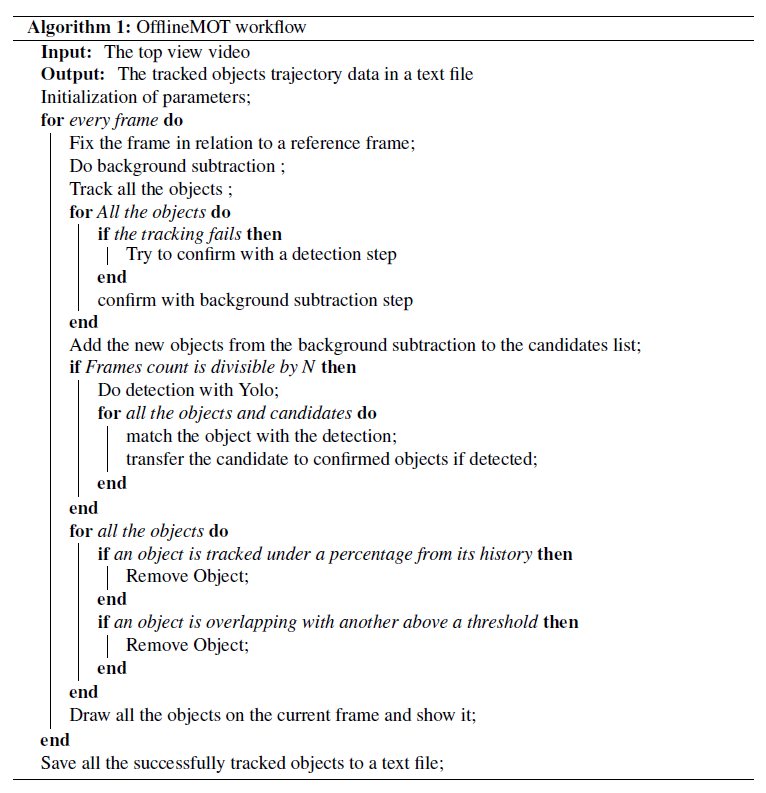 Algorithm 1: OfflineMOT workflow
Input: The top view video
Output: The tracked objects trajectory data in a text file
Initialization of parameters;
for every frame do
Fix the frame in relation to a reference frame;
Do background subtraction ;
Track all the objects ;
for All the objects do
if the tracking fails then
Try to confirm with a detection step
end
confirm with background subtraction step
end
Add the new objects from the background subtraction to the candidates list;
if Frames count is divisible by N then
Do detection with Yolo;
for all the objects and candidates do
match the object with the detection;
transfer the candidate to confirmed objects if detected;
end
end
for all the objects do
if an object is tracked under a percentage from its history then
Remove Object;
end
if an object is overlapping with another above a threshold then
Remove Object;
end
end
Draw all the objects on the current frame and show it;
end
Save all the successfully tracked objects to a text file;